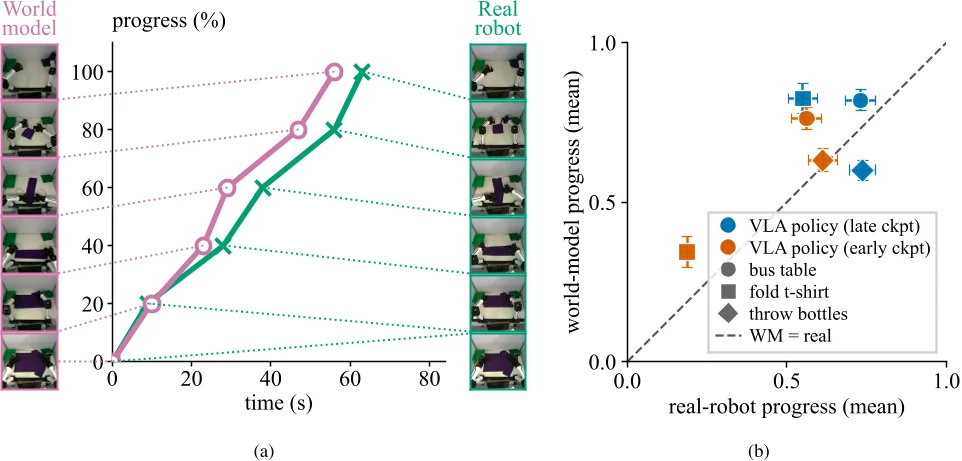 World
model
progress (%)
Real
robot
100
80
60
40
20
0
0
20
40
60
80
time (s)
(a)
world-model progress (mean)
1.0
0.5
0.0
0.0
0.5
1.0
real-robot progress (mean)
VLA policy (late ckpt)
VLA policy (early ckpt)
bus table
fold t-shirt
throw bottles
WM = real
(b)